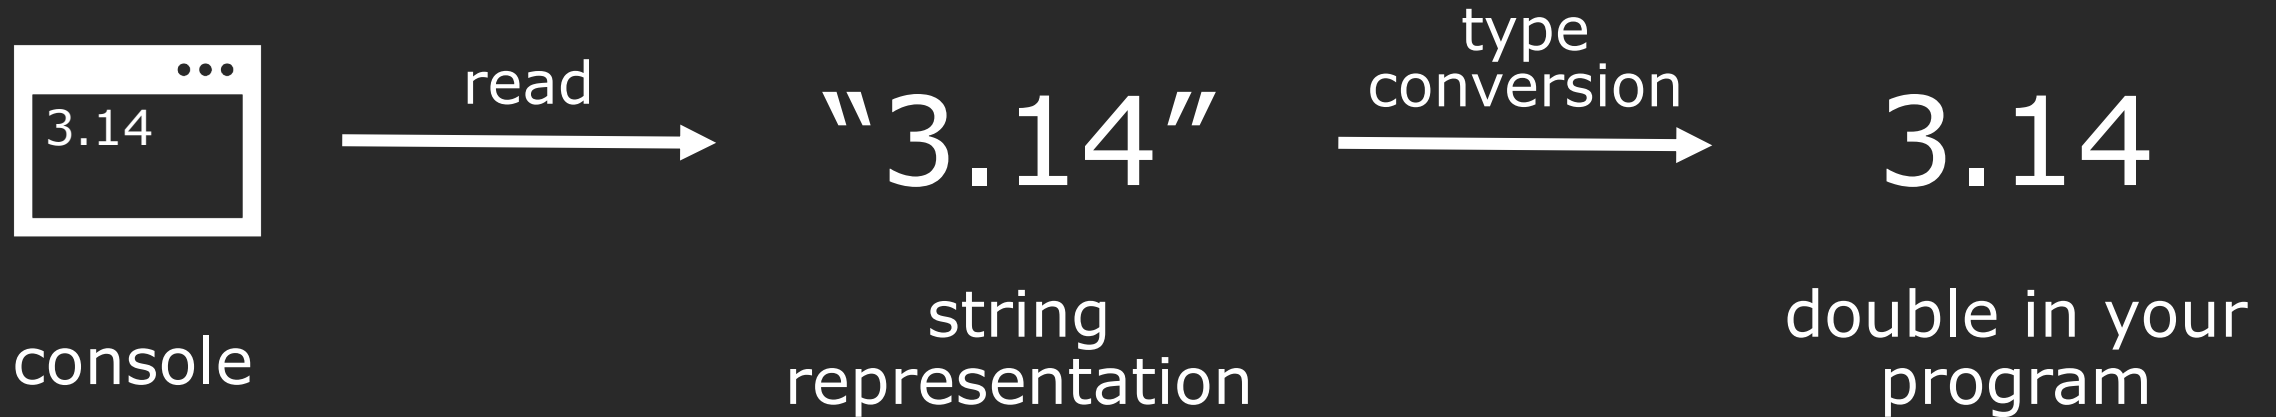 3.14
console
read
“3.14”
string
representation
type
conversion
3.14
double in your
program